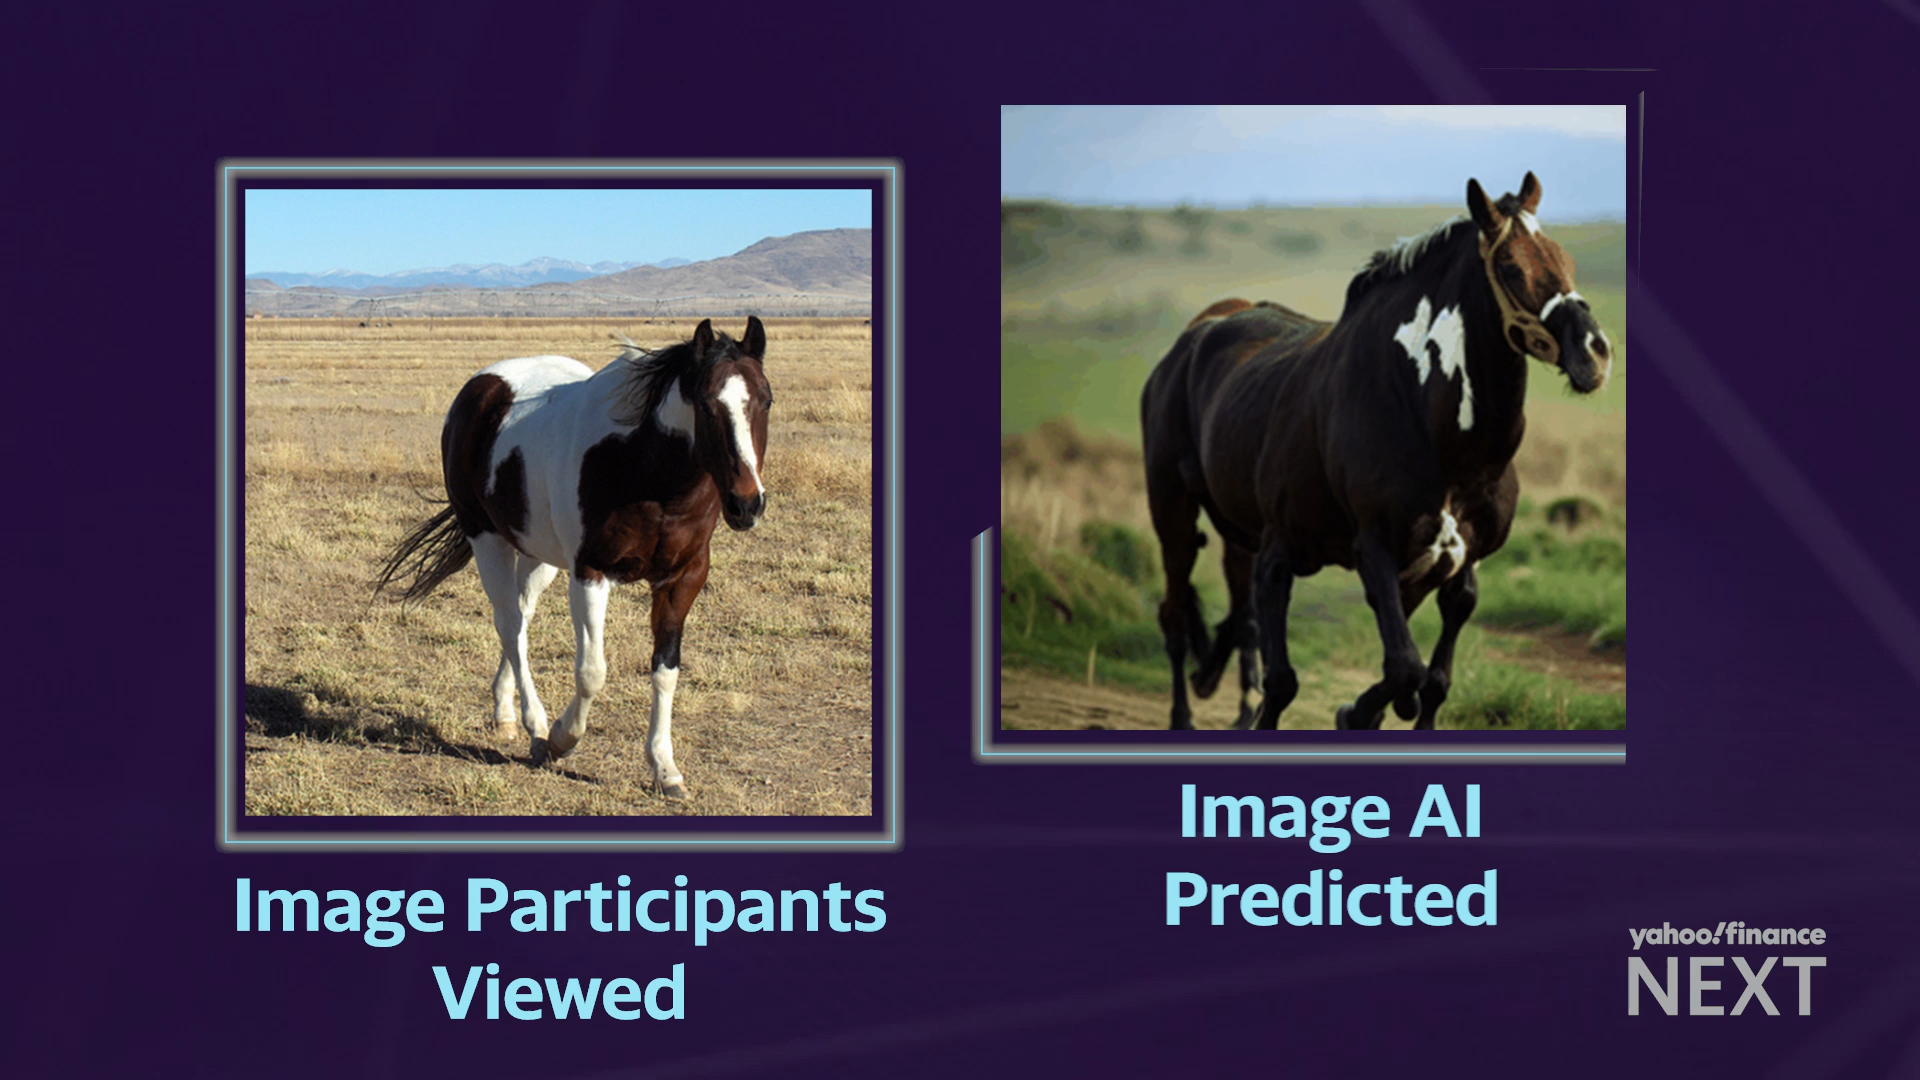 Image Participants
Viewed
Image AI
Predicted
yahoo!finance
NEXT